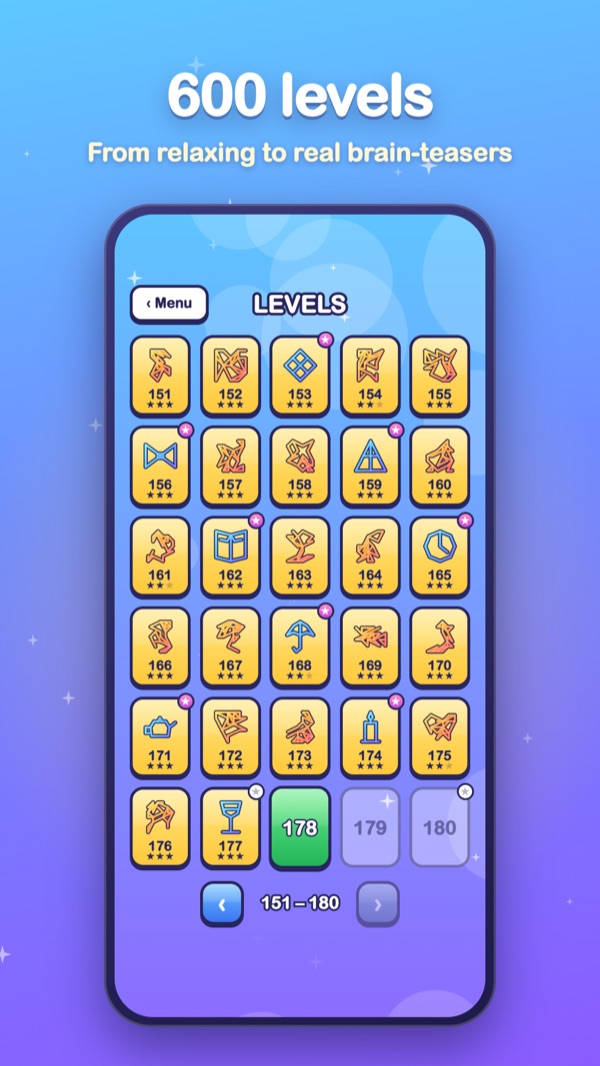 600 levels
From relaxing to real brain-teasers
‹ Menu
LEVELS
151 152 153 154 155
156 157 158 159 160
161 162 163 164 165
166 167 168 169 170
171 172 173 174 175
176 177 178 179 180
‹ 151–180 ›